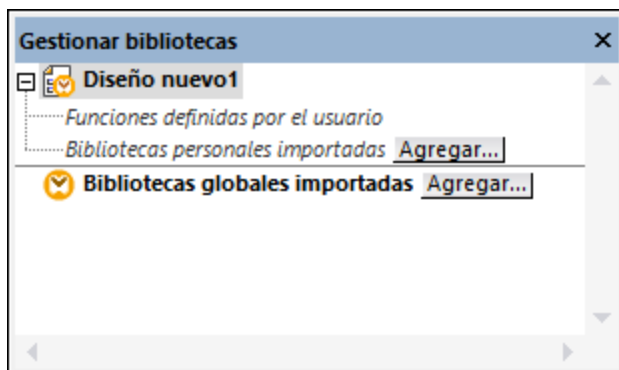 Gestionar bibliotecas
Diseño nuevo1
Funciones definidas por el usuario
Bibliotecas personales importadas Agregar...
Bibliotecas globales importadas Agregar...